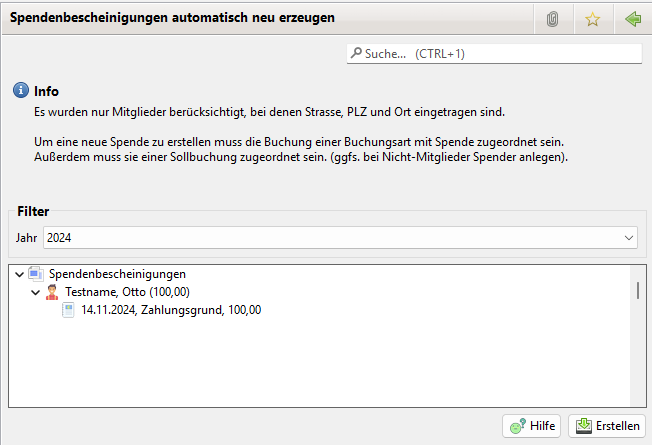 Spendenbescheinigungen automatisch neu erzeugen
Suche... (CTRL+1)
Info
Es wurden nur Mitglieder berücksichtigt, bei denen Strasse, PLZ und Ort eingetragen sind.
Um eine neue Spende zu erstellen muss die Buchung einer Buchungsart mit Spende zugeordnet sein.
Außerdem muss sie einer Sollbuchung zugeordnet sein. (ggfs. bei Nicht-Mitglieder Spender anlegen).
Filter
Jahr 2024
Spendenbescheinigungen
Testname, Otto (100,00)
14.11.2024, Zahlungsgrund, 100,00
Hilfe Erstellen